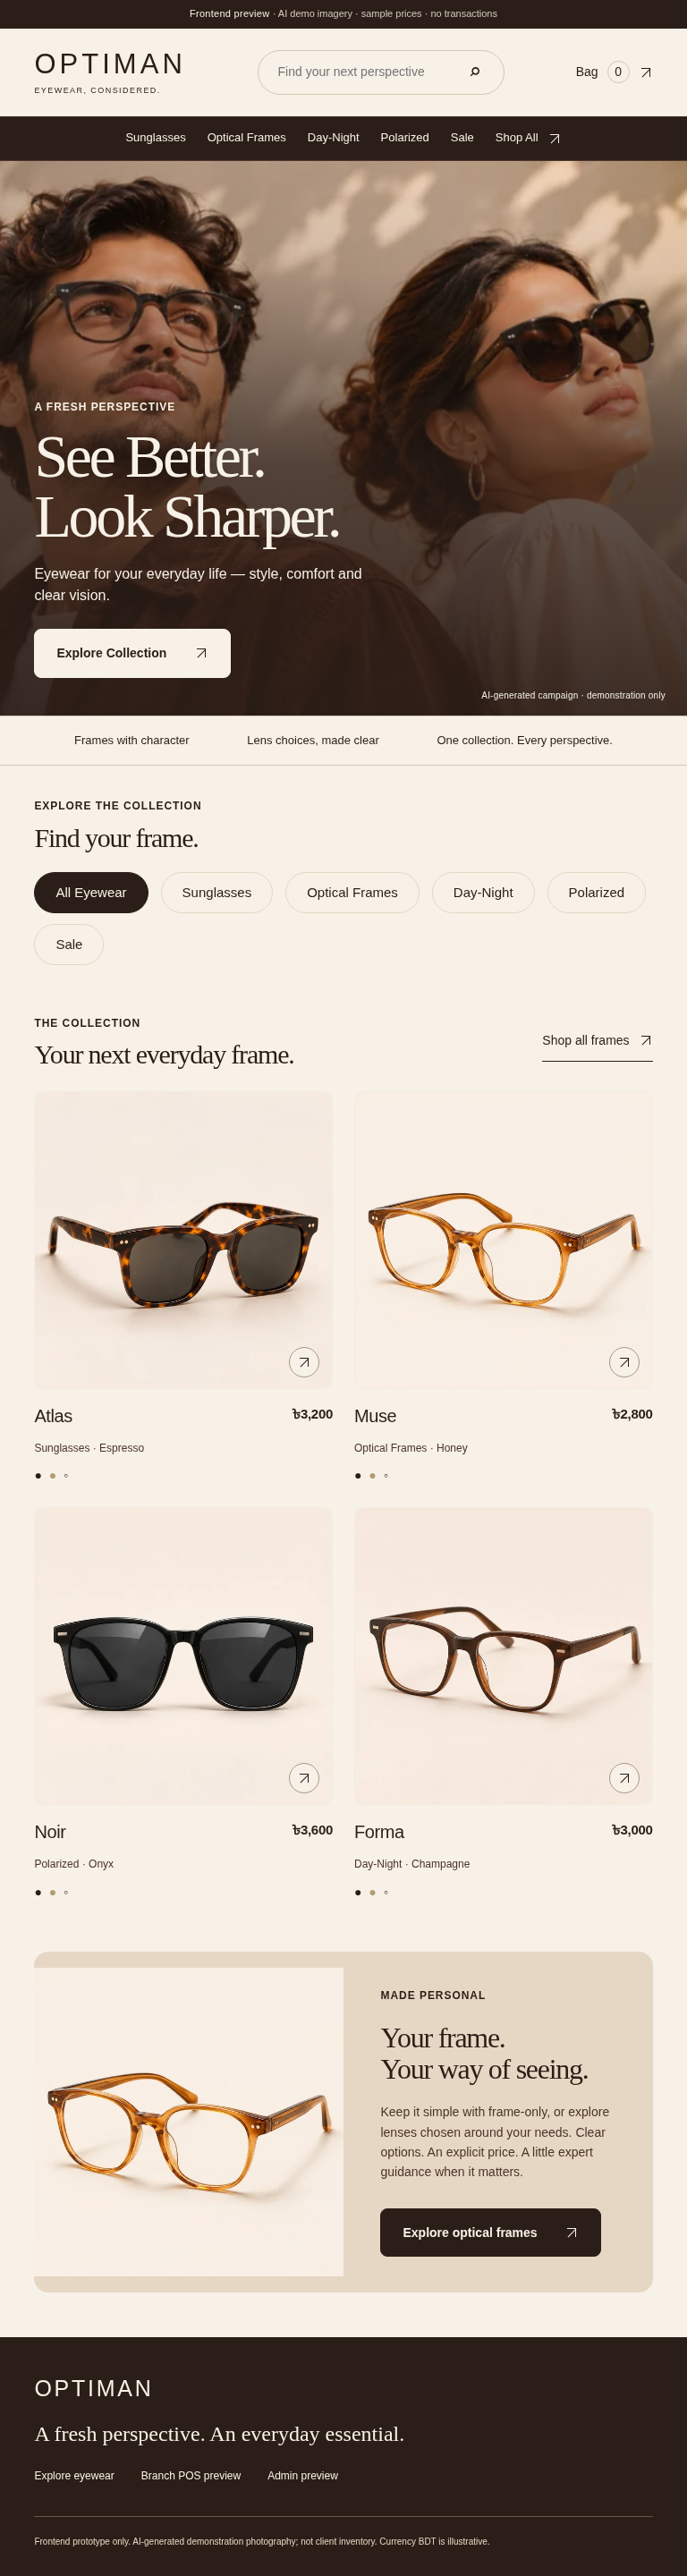 Frontend preview · AI demo imagery · sample prices · no transactions
OPTIMAN
EYEWEAR, CONSIDERED.
Find your next perspective
Bag 0
Sunglasses Optical Frames Day-Night Polarized Sale Shop All
A FRESH PERSPECTIVE
See Better.
Look Sharper.
Eyewear for your everyday life — style, comfort and
clear vision.
Explore Collection
AI-generated campaign · demonstration only
Frames with character Lens choices, made clear One collection. Every perspective.
EXPLORE THE COLLECTION
Find your frame.
All Eyewear Sunglasses Optical Frames Day-Night Polarized
Sale
THE COLLECTION
Your next everyday frame.
Shop all frames
Atlas ৳3,200
Sunglasses · Espresso
Muse ৳2,800
Optical Frames · Honey
Noir ৳3,600
Polarized · Onyx
Forma ৳3,000
Day-Night · Champagne
MADE PERSONAL
Your frame.
Your way of seeing.
Keep it simple with frame-only, or explore
lenses chosen around your needs. Clear
options. An explicit price. A little expert
guidance when it matters.
Explore optical frames
OPTIMAN
A fresh perspective. An everyday essential.
Explore eyewear Branch POS preview Admin preview
Frontend prototype only. AI-generated demonstration photography; not client inventory. Currency BDT is illustrative.